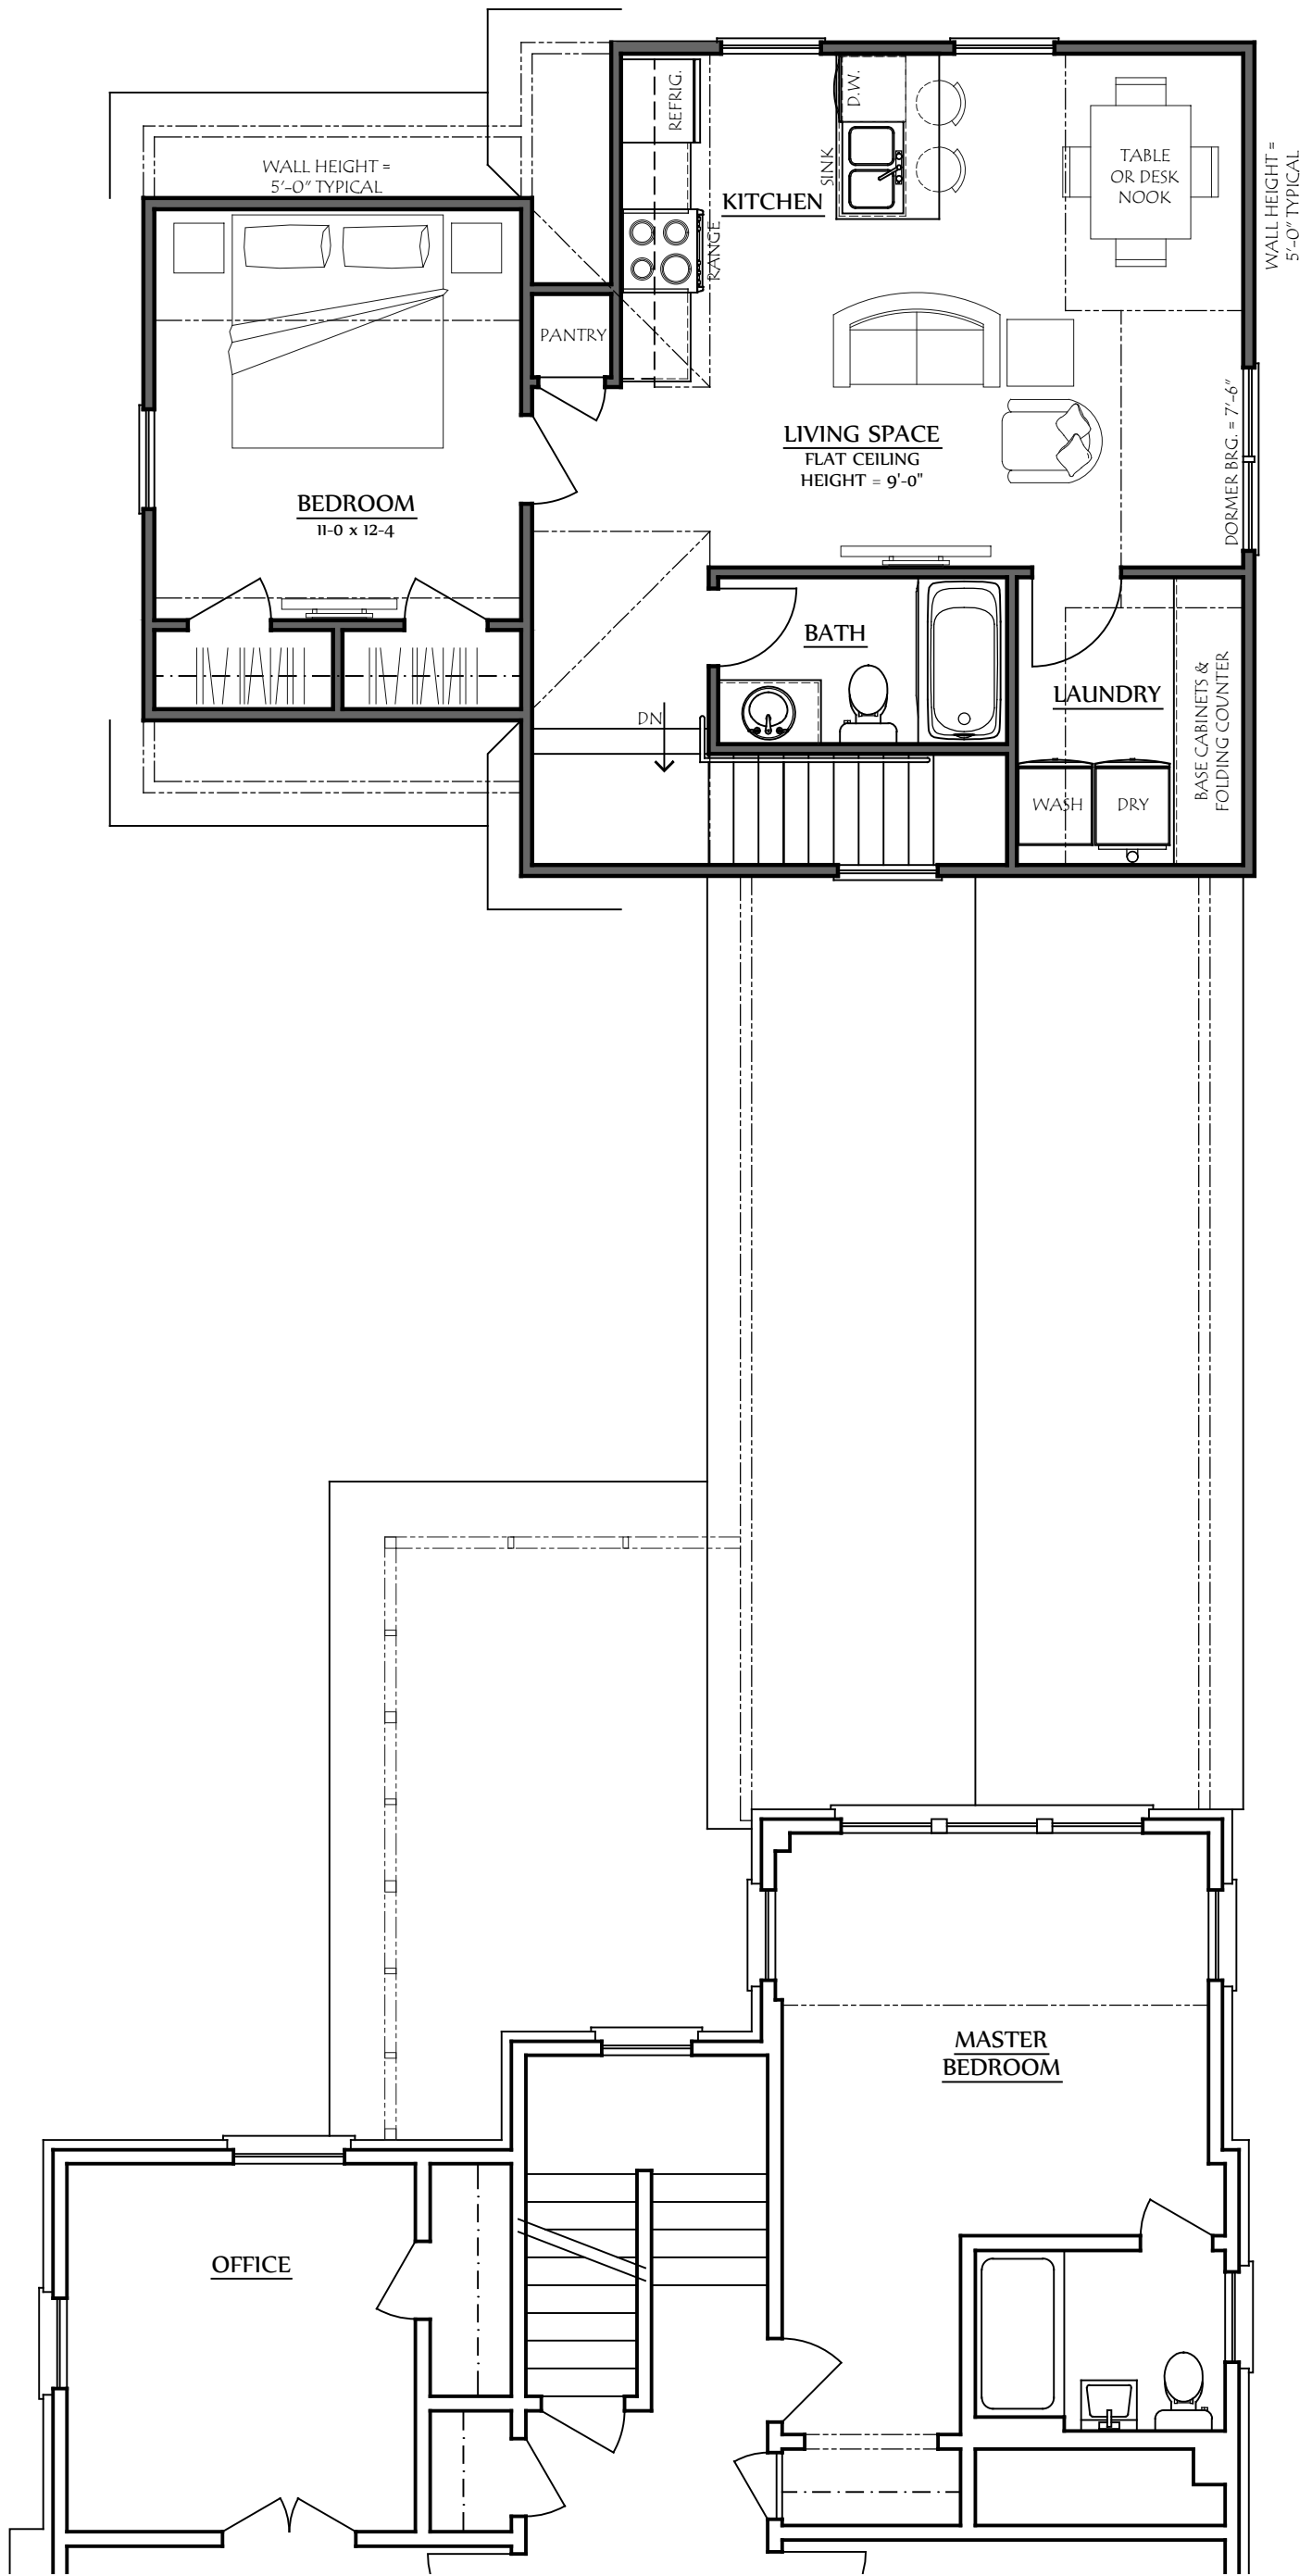 REFRIG.
D.W.
WALL HEIGHT =
5'-0" TYPICAL
TABLE
OR DESK
NOOK
WALL HEIGHT =
5'-0" TYPICAL
SINK
KITCHEN
RANGE
PANTRY
DORMER BRG. = 7'-6"
LIVING SPACE
FLAT CEILING
HEIGHT = 9'-0"
BEDROOM
11-0 x 12-4
BATH
LAUNDRY
BASE CABINETS &
FOLDING COUNTER
DN
WASH
DRY
MASTER
BEDROOM
OFFICE